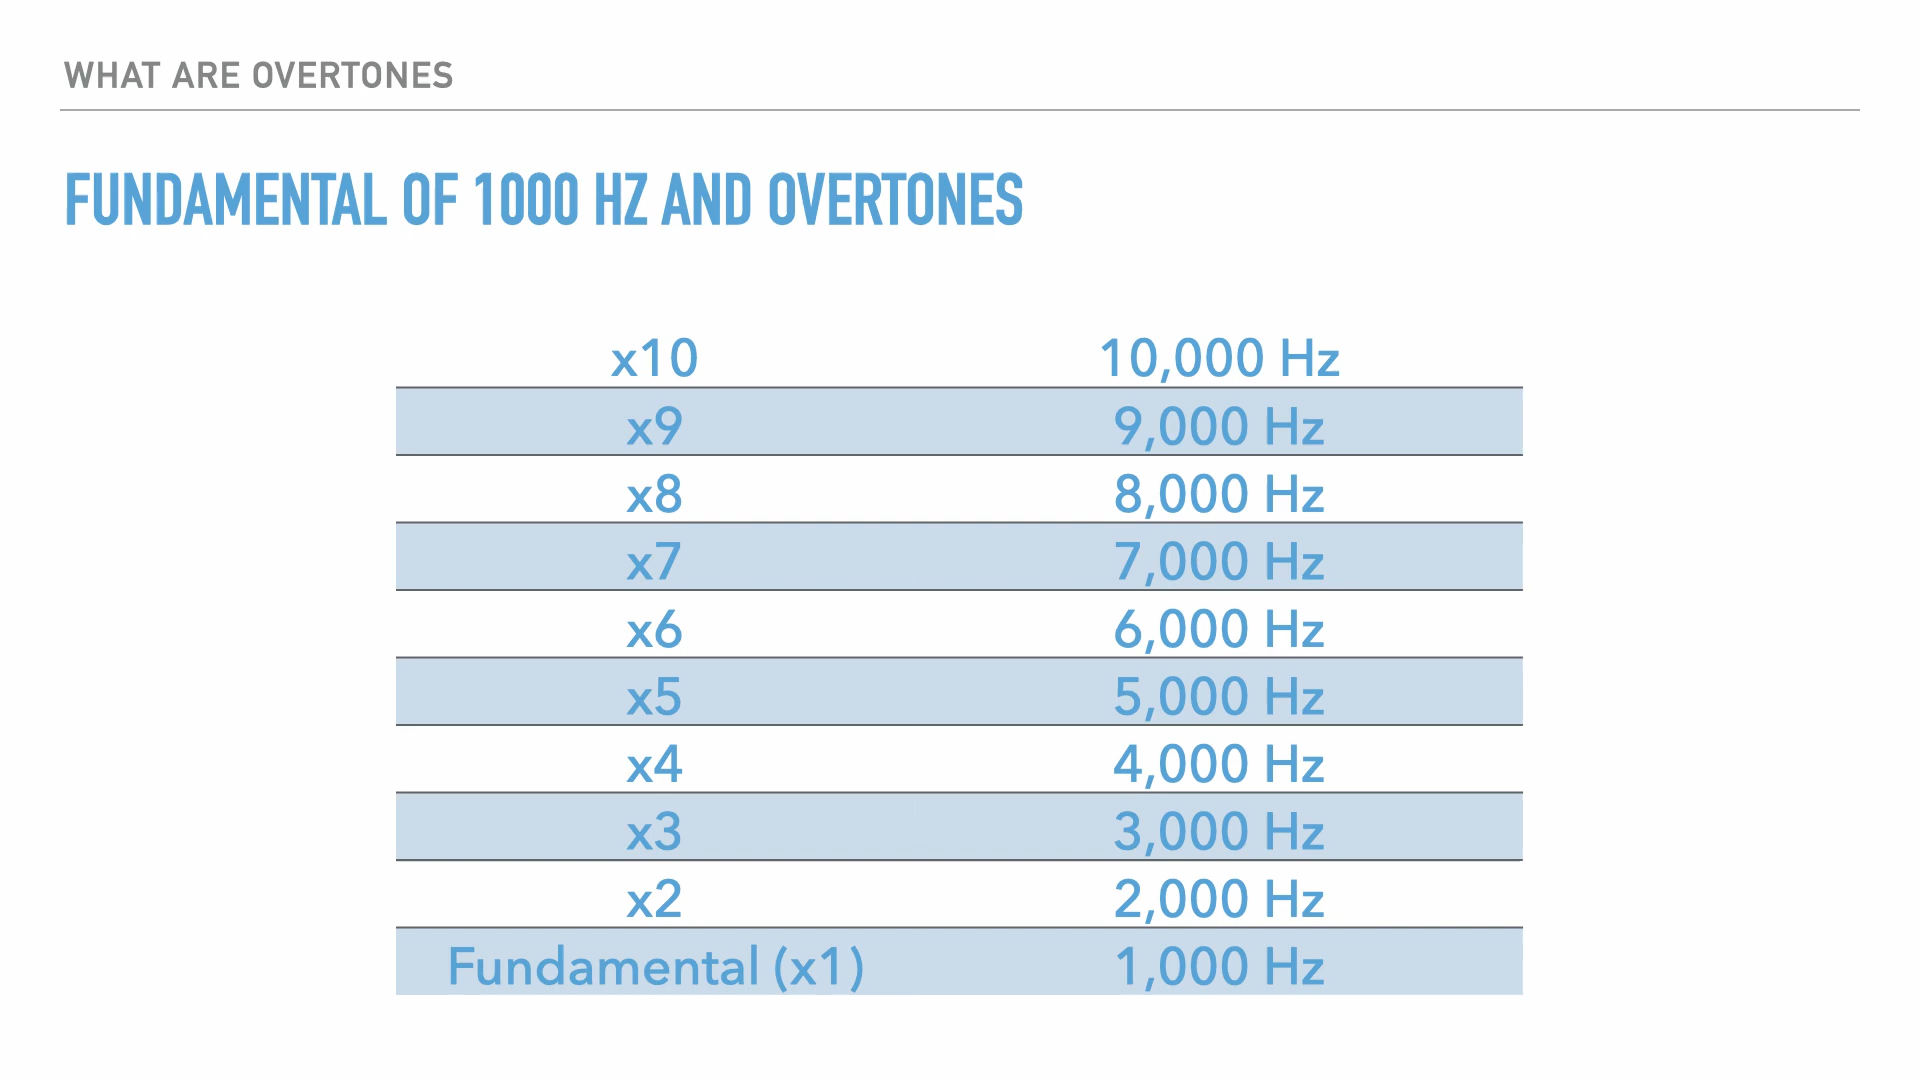 WHAT ARE OVERTONES
FUNDAMENTAL OF 1000 HZ AND OVERTONES
x10 10,000 Hz
x9 9,000 Hz
x8 8,000 Hz
x7 7,000 Hz
x6 6,000 Hz
x5 5,000 Hz
x4 4,000 Hz
x3 3,000 Hz
x2 2,000 Hz
Fundamental (x1) 1,000 Hz